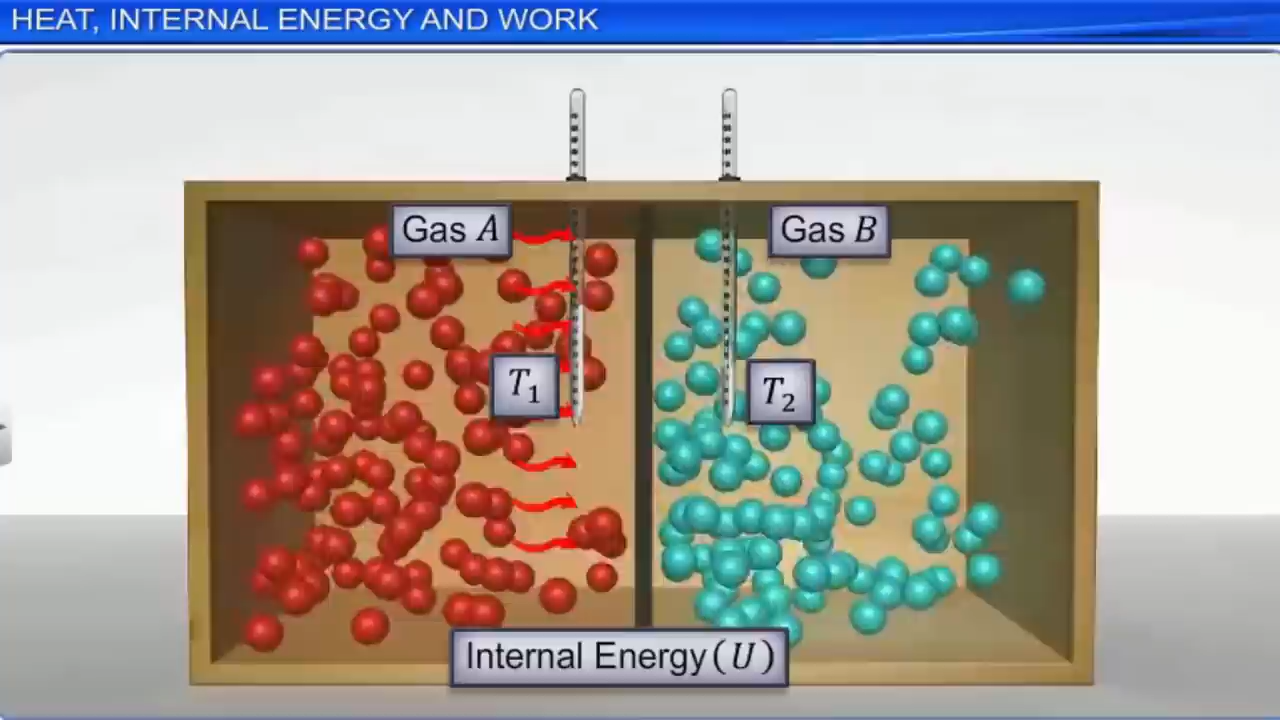 HEAT, INTERNAL ENERGY AND WORK
Gas A
Gas B
T₁
T₂
Internal Energy (U)